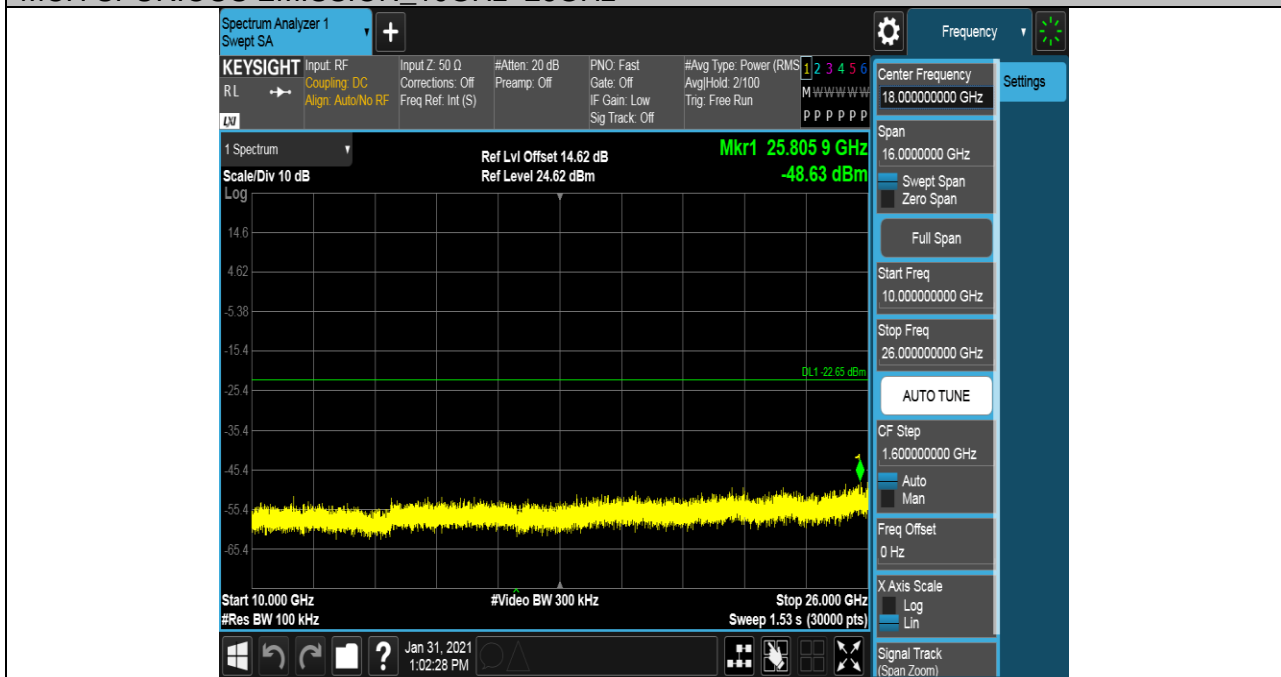 Spectrum Analyzer 1
Swept SA
+
Frequency
KEYSIGHT
RL
LXI
Input: RF
Coupling: DC
Align: Auto/No RF
Input Z: 50 Ω
Corrections: Off
Freq Ref: Int (S)
#Atten: 20 dB
Preamp: Off
PNO: Fast
Gate: Off
IF Gain: Low
Sig Track: Off
#Avg Type: Power (RMS
Avg|Hold: 2/100
Trig: Free Run
1 2 3 4 5 6
M W W W W W
P P P P P P
1 Spectrum
Scale/Div 10 dB
Log
Ref Lvl Offset 14.62 dB
Ref Level 24.62 dBm
Mkr1 25.805 9 GHz
-48.63 dBm
14.6
4.62
-5.38
-15.4
DL1 -22.65 dBm
-25.4
-35.4
-45.4
1
-55.4
-65.4
Start 10.000 GHz
#Res BW 100 kHz
#Video BW 300 kHz
Stop 26.000 GHz
Sweep 1.53 s (30000 pts)
?
Jan 31, 2021
1:02:28 PM
Center Frequency
18.000000000 GHz
Settings
Span
16.0000000 GHz
Swept Span
Zero Span
Full Span
Start Freq
10.000000000 GHz
Stop Freq
26.000000000 GHz
AUTO TUNE
CF Step
1.600000000 GHz
Auto
Man
Freq Offset
0 Hz
X Axis Scale
Log
Lin
Signal Track
(Span Zoom)